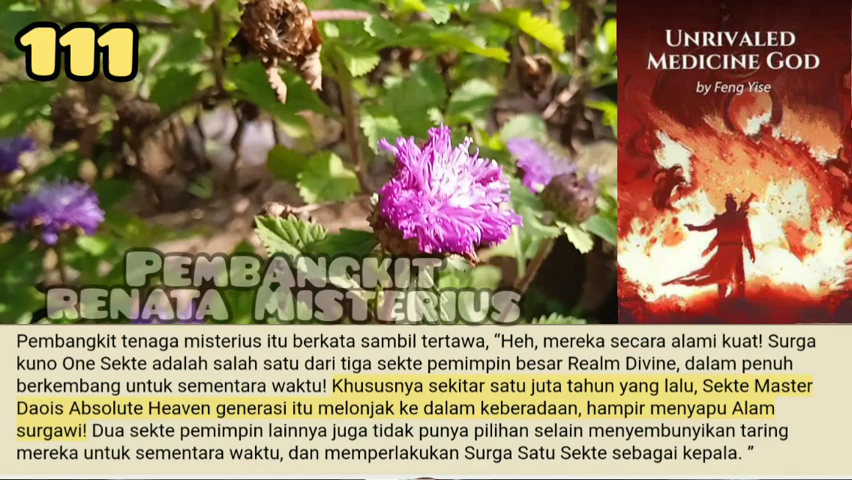 111
UNRIVALED
MEDICINE GOD
by Feng Yise
PEMBANGKIT
RENATA MISTERIUS
Pembangkit tenaga misterius itu berkata sambil tertawa, “Heh, mereka secara alami kuat! Surga
kuno One Sekte adalah salah satu dari tiga sekte pemimpin besar Realm Divine, dalam penuh
berkembang untuk sementara waktu! Khususnya sekitar satu juta tahun yang lalu, Sekte Master
Daois Absolute Heaven generasi itu melonjak ke dalam keberadaan, hampir menyapu Alam
surgawi! Dua sekte pemimpin lainnya juga tidak punya pilihan selain menyembunyikan taring
mereka untuk sementara waktu, dan memperlakukan Surga Satu Sekte sebagai kepala. ”